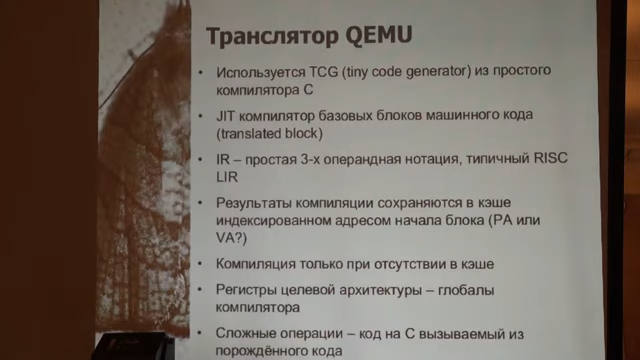 Транслятор QEMU
• Используется TCG (tiny code generator) из простого
компилятора C
• JIT компилятор базовых блоков машинного кода
(translated block)
• IR – простая 3-х операндная нотация, типичный RISC
LIR
• Результаты компиляции сохраняются в кэше
индексированном адресом начала блока (PA или
VA?)
• Компиляция только при отсутствии в кэше
• Регистры целевой архитектуры – глобалы
компилятора
• Сложные операции – код на С вызываемый из
порождённого кода